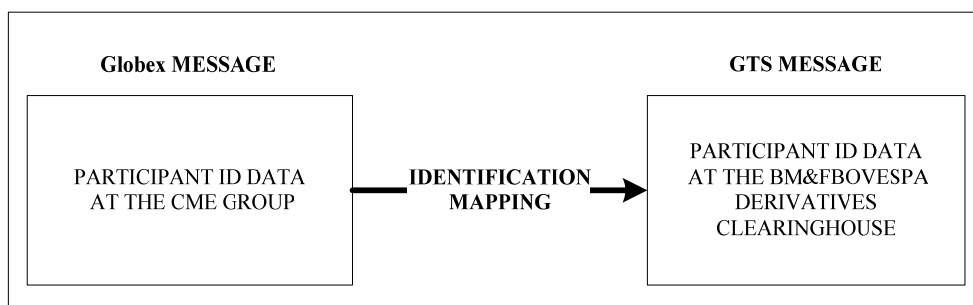 Globex MESSAGE
GTS MESSAGE
PARTICIPANT ID DATA
AT THE CME GROUP
IDENTIFICATION
MAPPING
PARTICIPANT ID DATA
AT THE BM&FBOVESPA
DERIVATIVES
CLEARINGHOUSE